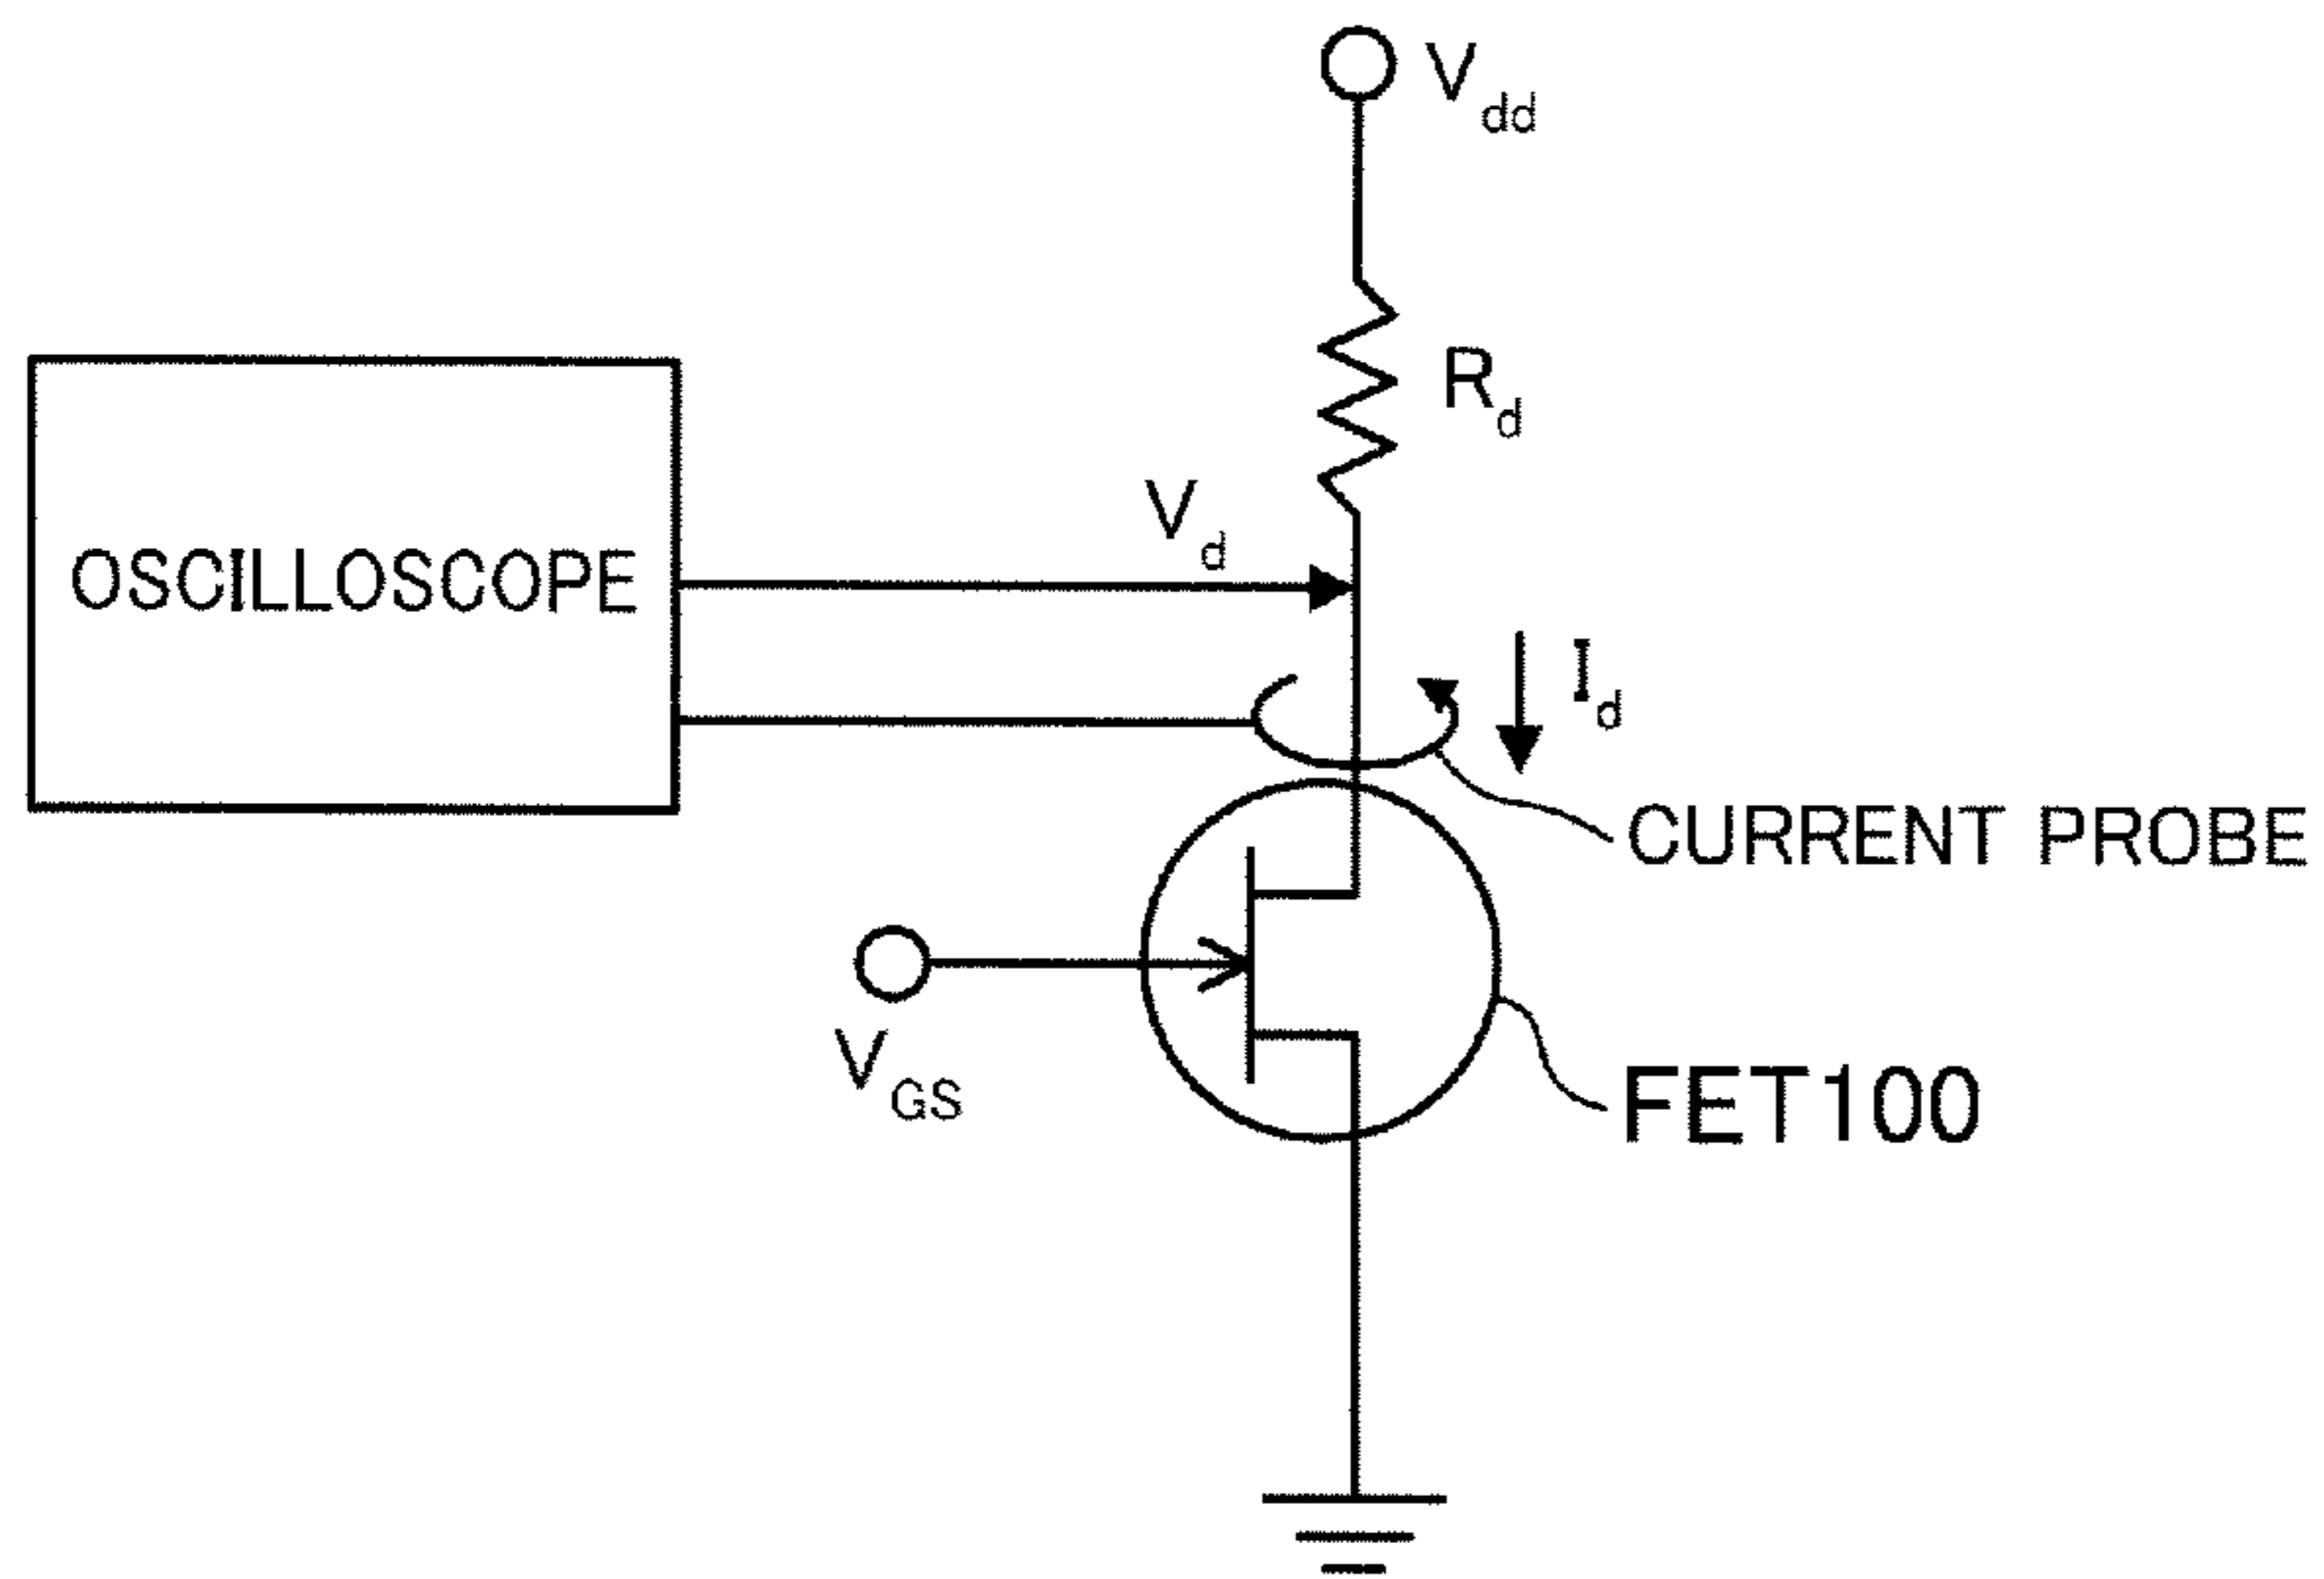 Vdd
Rd
Vd
OSCILLOSCOPE
Id
CURRENT PROBE
VGS
FET100